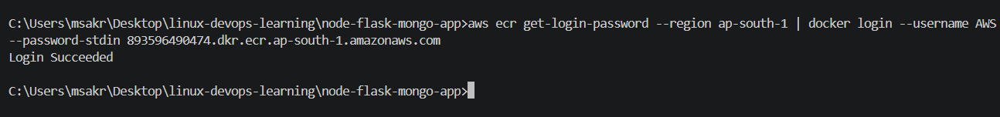 C:\Users\msakr\Desktop\linux-devops-learning\node-flask-mongo-app>aws ecr get-login-password --region ap-south-1 | docker login --username AWS
--password-stdin 893596490474.dkr.ecr.ap-south-1.amazonaws.com
Login Succeeded
C:\Users\msakr\Desktop\linux-devops-learning\node-flask-mongo-app>